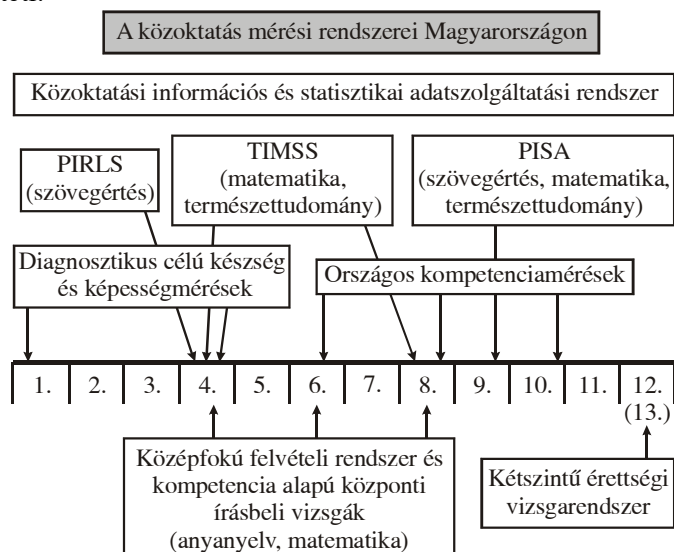 A közoktatás mérési rendszerei Magyarországon
Közoktatási információs és statisztikai adatszolgáltatási rendszer
PIRLS
(szövegértés)
TIMSS
(matematika,
természettudomány)
PISA
(szövegértés, matematika,
természettudomány)
Diagnosztikus célú készség
és képességmérések
Országos kompetenciamérések
1. 2. 3. 4. 5. 6. 7. 8. 9. 10. 11. 12.
(13.)
Középfokú felvételi rendszer és
kompetencia alapú központi
írásbeli vizsgák
(anyanyelv, matematika)
Kétszintű érettségi
vizsgarendszer